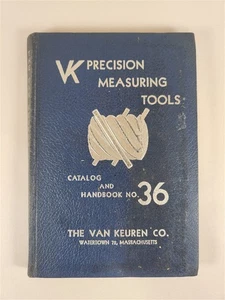 VK PRECISION
MEASURING
TOOLS
CATALOG
AND
HANDBOOK NO. 36
THE VAN KEUREN CO.
WATERTOWN 72, MASSACHUSETTS